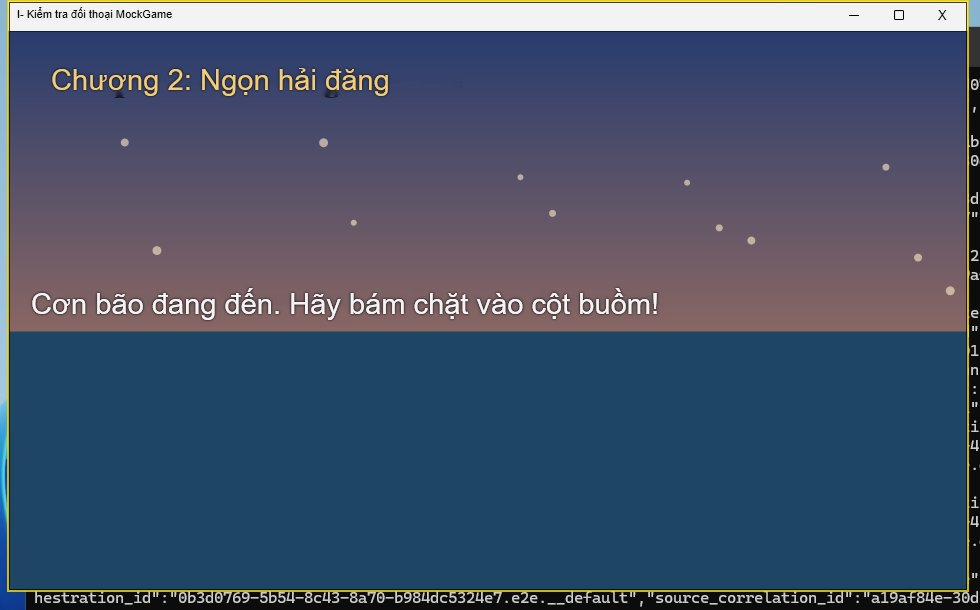 I- Kiểm tra đối thoại MockGame
Chương 2: Ngọn hải đăng
Cơn bão đang đến. Hãy bám chặt vào cột buồm!
hestration_id":"0b3d0769-5b54-8c43-8a70-b984dc5324e7.e2e.__default","source_correlation_id":"a19af84e-30d